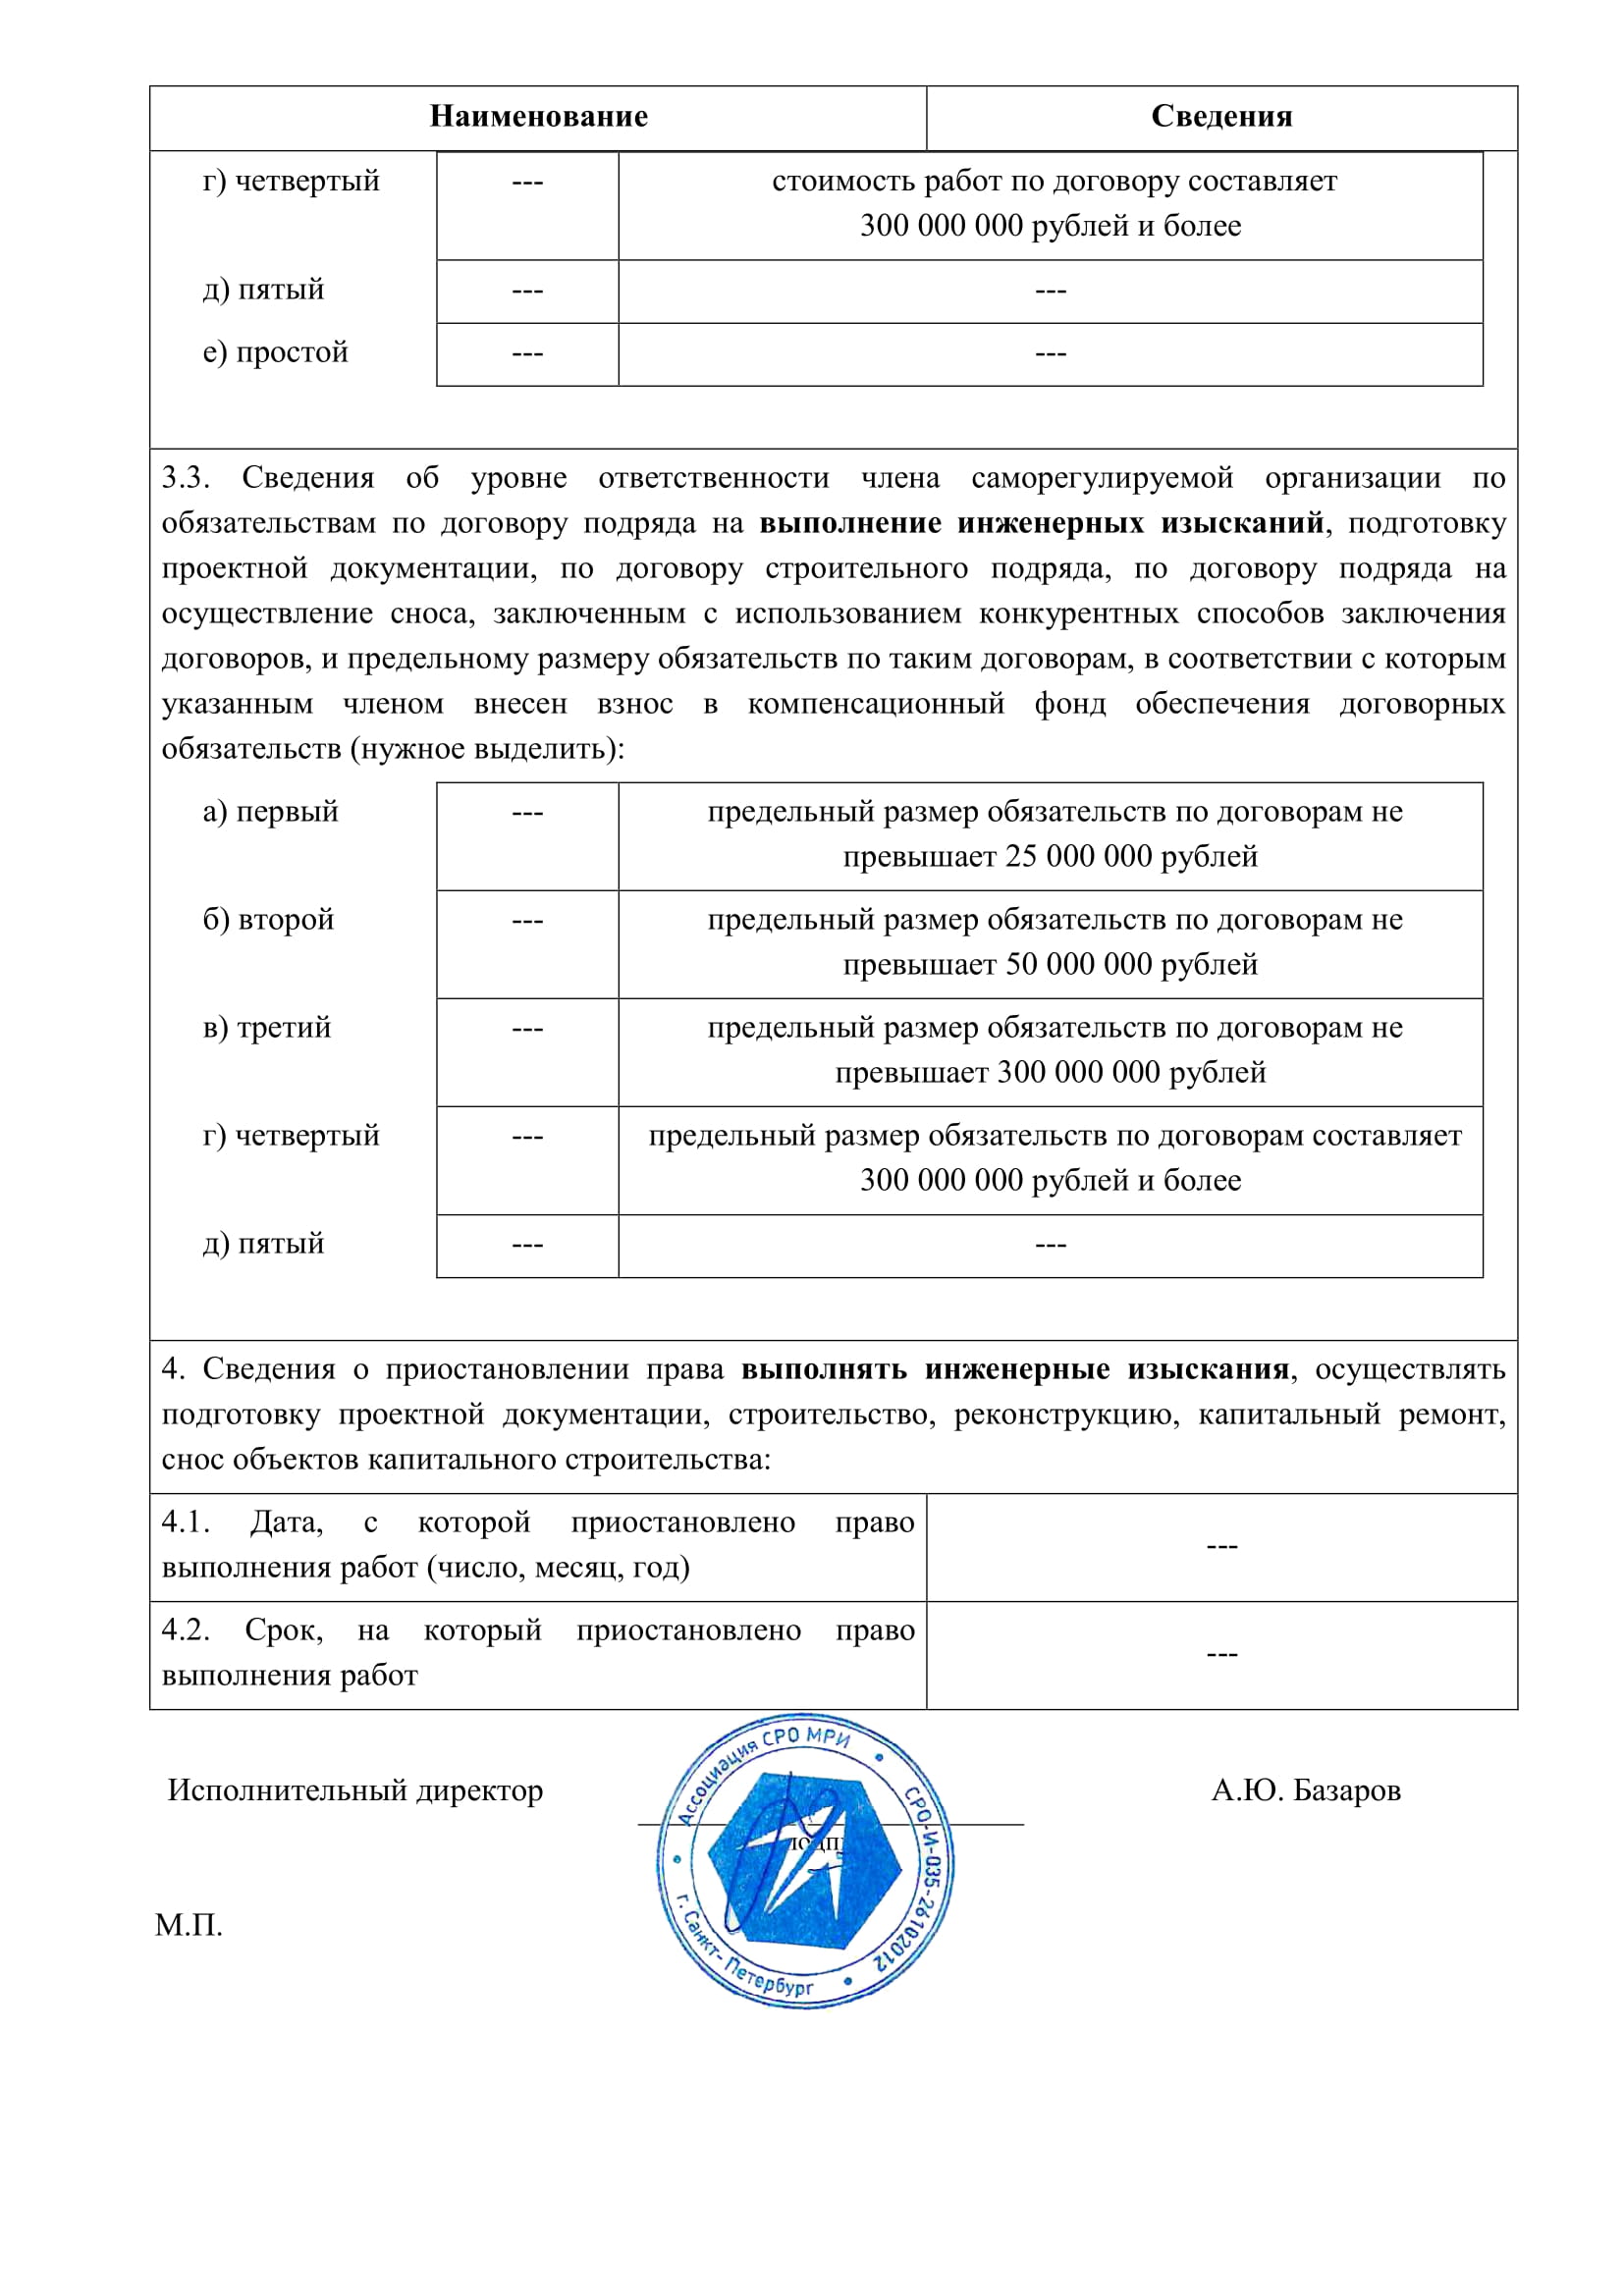 Наименование Сведения
г) четвертый --- стоимость работ по договору составляет
300 000 000 рублей и более
д) пятый --- ---
е) простой --- ---
3.3. Сведения об уровне ответственности члена саморегулируемой организации по
обязательствам по договору подряда на выполнение инженерных изысканий, подготовку
проектной документации, по договору строительного подряда, по договору подряда на
осуществление сноса, заключенным с использованием конкурентных способов заключения
договоров, и предельному размеру обязательств по таким договорам, в соответствии с которым
указанным членом внесен взнос в компенсационный фонд обеспечения договорных
обязательств (нужное выделить):
а) первый --- предельный размер обязательств по договорам не
превышает 25 000 000 рублей
б) второй --- предельный размер обязательств по договорам не
превышает 50 000 000 рублей
в) третий --- предельный размер обязательств по договорам не
превышает 300 000 000 рублей
г) четвертый --- предельный размер обязательств по договорам составляет
300 000 000 рублей и более
д) пятый --- ---
4. Сведения о приостановлении права выполнять инженерные изыскания, осуществлять
подготовку проектной документации, строительство, реконструкцию, капитальный ремонт,
снос объектов капитального строительства:
4.1. Дата, с которой приостановлено право
выполнения работ (число, месяц, год) ---
4.2. Срок, на который приостановлено право
выполнения работ ---
Исполнительный директор А.Ю. Базаров
М.П.
Ассоциация СРО МРИ
СРО-И-035-26102012
г. Санкт-Петербург